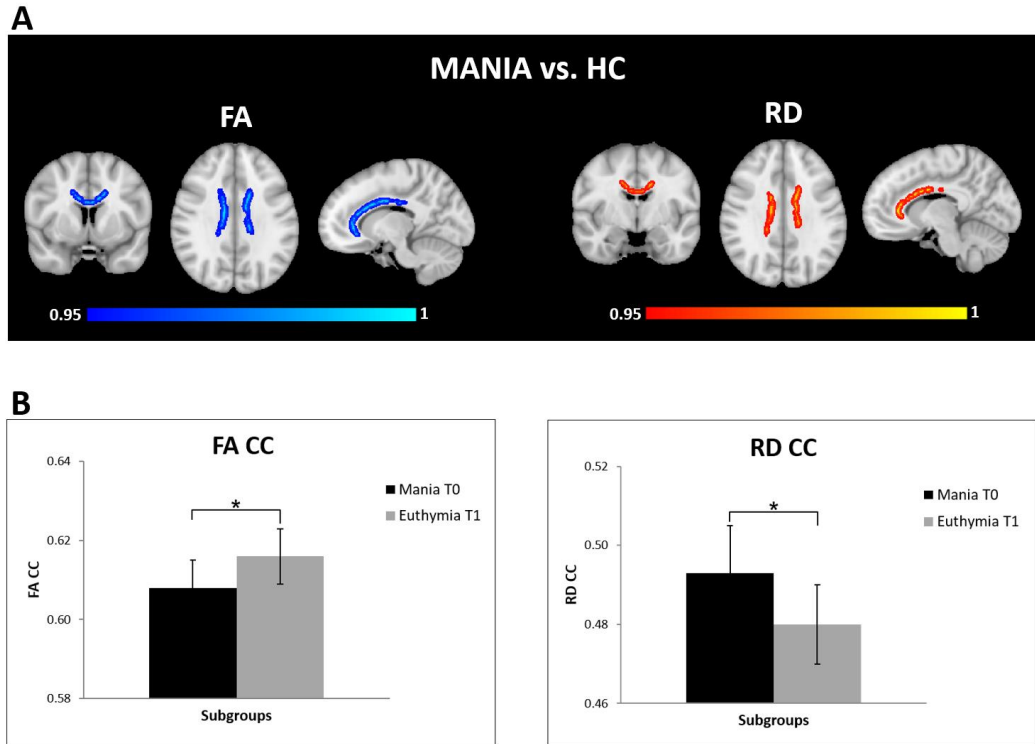 A
MANIA vs. HC
FA
RD
0.95
1
0.95
1
B
FA CC
0.64
0.62
0.60
0.58
FA CC
Mania T0
Euthymia T1
*
Subgroups
RD CC
0.52
0.50
0.48
0.46
RD CC
Mania T0
Euthymia T1
*
Subgroups